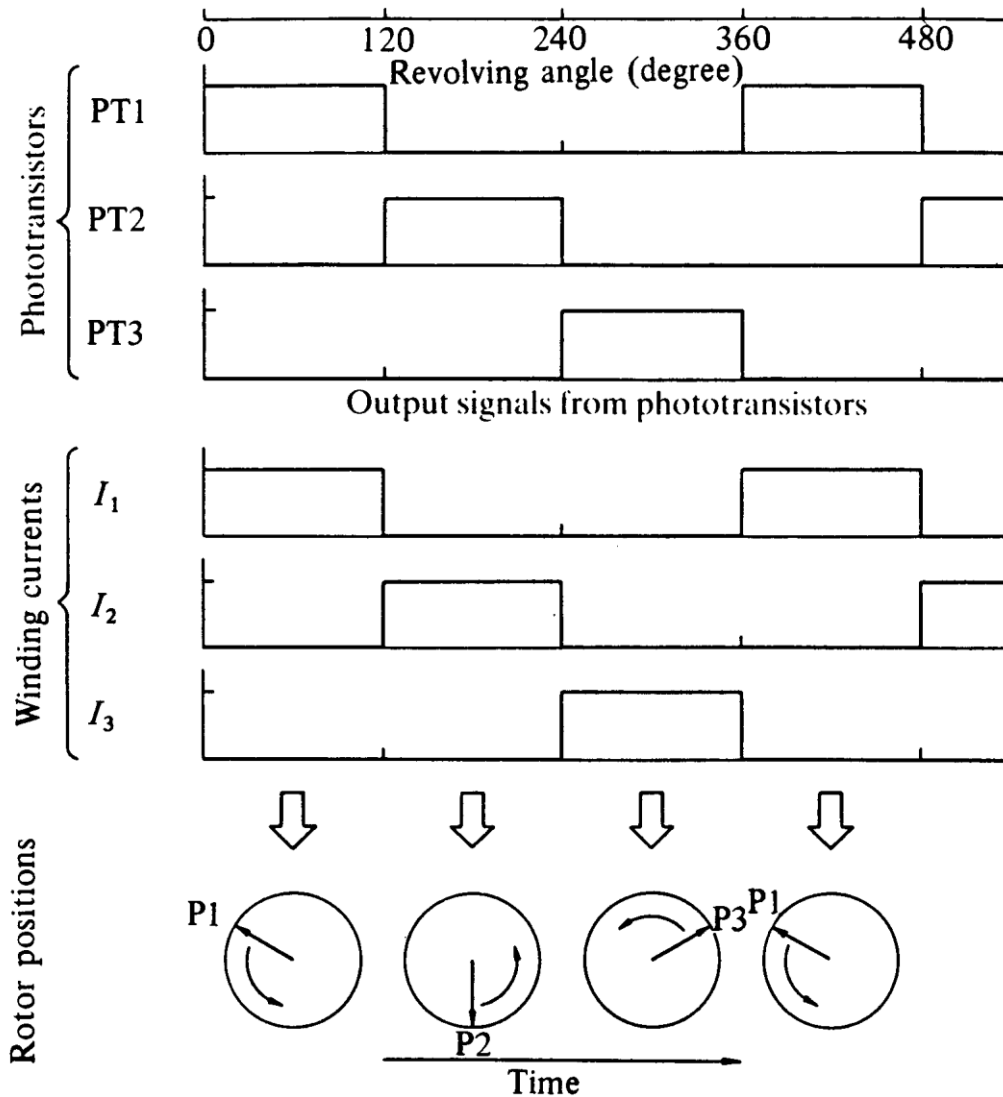 0 120 240 360 480
Revolving angle (degree)
Phototransistors
PT1
PT2
PT3
Output signals from phototransistors
Winding currents
I1
I2
I3
Rotor positions
P1 P2 P3 P1
Time